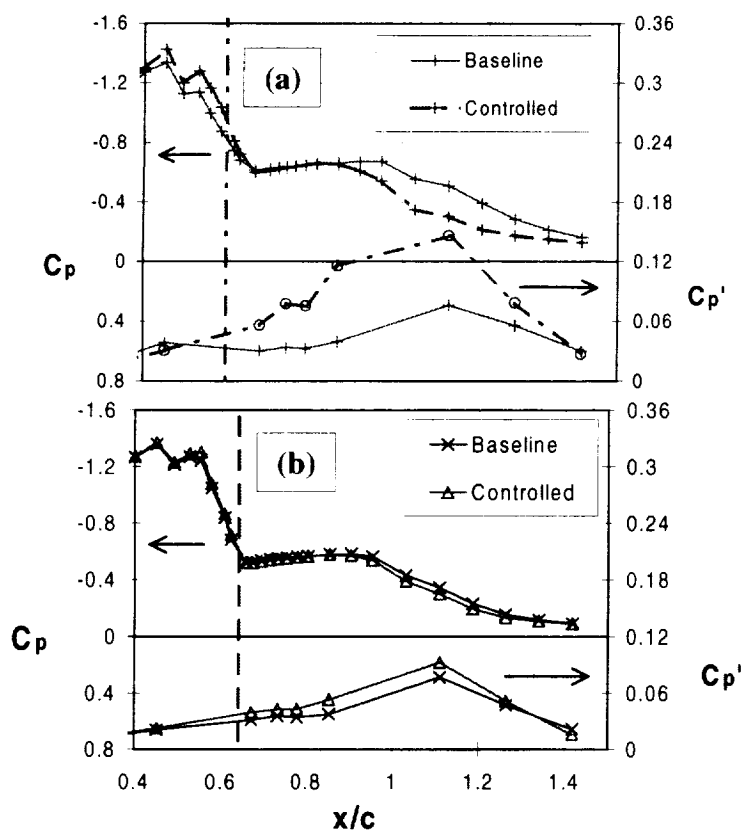 -1.6 0.36
(a) Baseline
-1.2 0.3
Controlled
-0.8 0.24
-0.4 0.18
Cp 0 0.12 Cp'
0.4 0.06
0.8 0
-1.6 0.36
(b) Baseline
-1.2 0.3
Controlled
-0.8 0.24
-0.4 0.18
Cp 0 0.12 Cp'
0.4 0.06
0.8 0
0.4 0.6 0.8 1 1.2 1.4
x/c